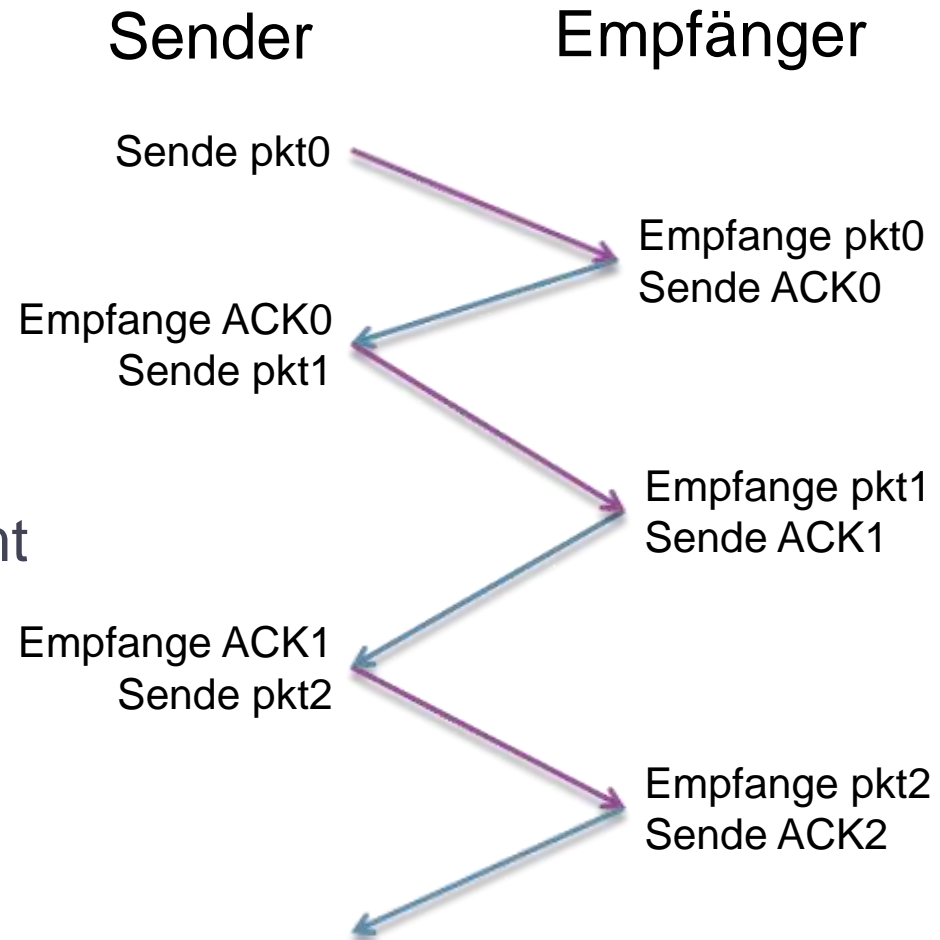 Sender
Empfänger
Sende pkt0
Empfange pkt0
Sende ACK0
Empfange ACK0
Sende pkt1
Empfange pkt1
Sende ACK1
nt
Empfange ACK1
Sende pkt2
Empfange pkt2
Sende ACK2